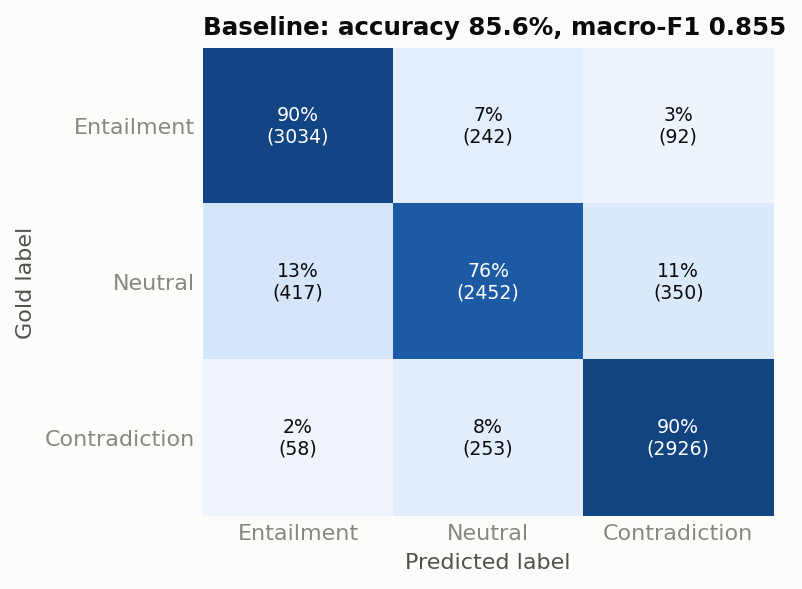 Baseline: accuracy 85.6%, macro-F1 0.855
Gold label
Entailment
90%
(3034)
7%
(242)
3%
(92)
Neutral
13%
(417)
76%
(2452)
11%
(350)
Contradiction
2%
(58)
8%
(253)
90%
(2926)
Entailment
Neutral
Contradiction
Predicted label